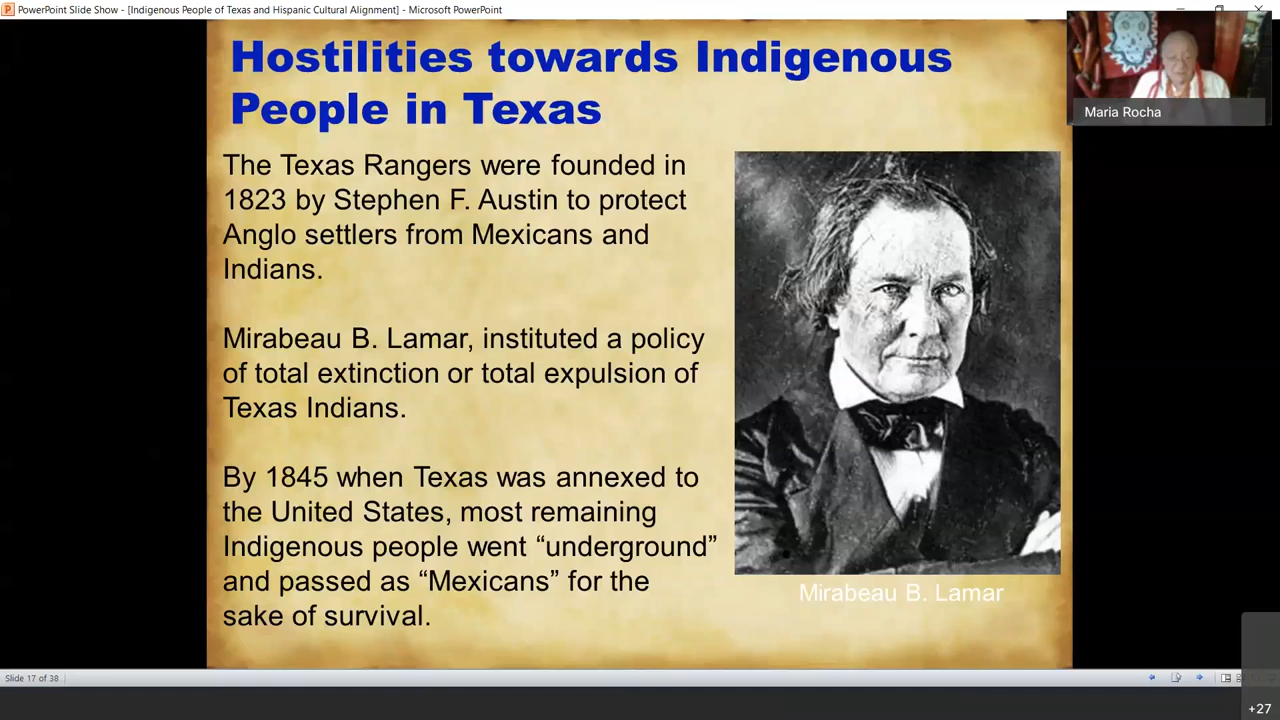 PowerPoint Slide Show - [Indigenous People of Texas and Hispanic Cultural Alignment] - Microsoft PowerPoint
Hostilities towards Indigenous
People in Texas
Maria Rocha
The Texas Rangers were founded in
1823 by Stephen F. Austin to protect
Anglo settlers from Mexicans and
Indians.
Mirabeau B. Lamar, instituted a policy
of total extinction or total expulsion of
Texas Indians.
By 1845 when Texas was annexed to
the United States, most remaining
Indigenous people went “underground”
and passed as “Mexicans” for the
sake of survival.
Mirabeau B. Lamar
Slide 17 of 38
+27